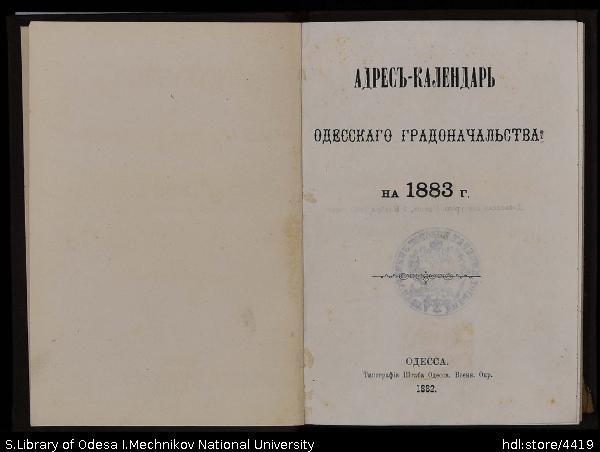 АДРЕСЪ-КАЛЕНДАРЬ
ОДЕССКАГО ГРАДОНАЧАЛЬСТВА
НА 1883 Г.
ОДЕССА.
Типографія Штаба Одесск. Военн. Окр.
1882.
S.Library of Odesa I.Mechnikov National University
hdl:store/4419